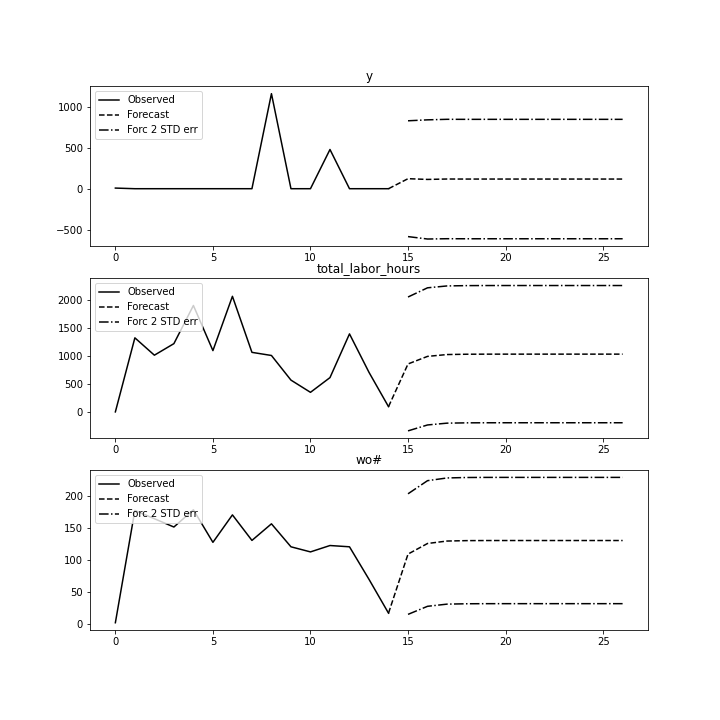 y
Observed
Forecast
Forc 2 STD err
1000
500
0
−500
0 5 10 15 20 25
total_labor_hours
Observed
Forecast
Forc 2 STD err
2000
1500
1000
500
0
0 5 10 15 20 25
wo#
Observed
Forecast
Forc 2 STD err
200
150
100
50
0
0 5 10 15 20 25